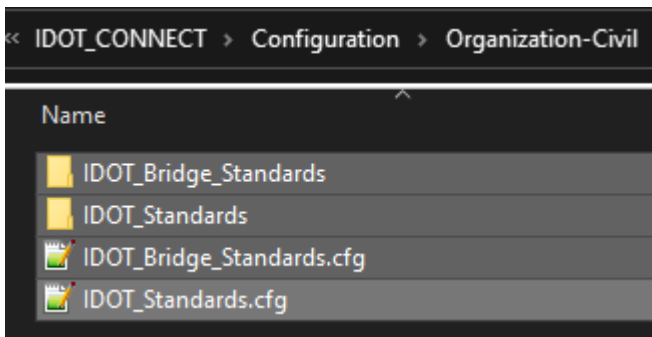 « IDOT_CONNECT > Configuration > Organization-Civil
Name
IDOT_Bridge_Standards
IDOT_Standards
IDOT_Bridge_Standards.cfg
IDOT_Standards.cfg